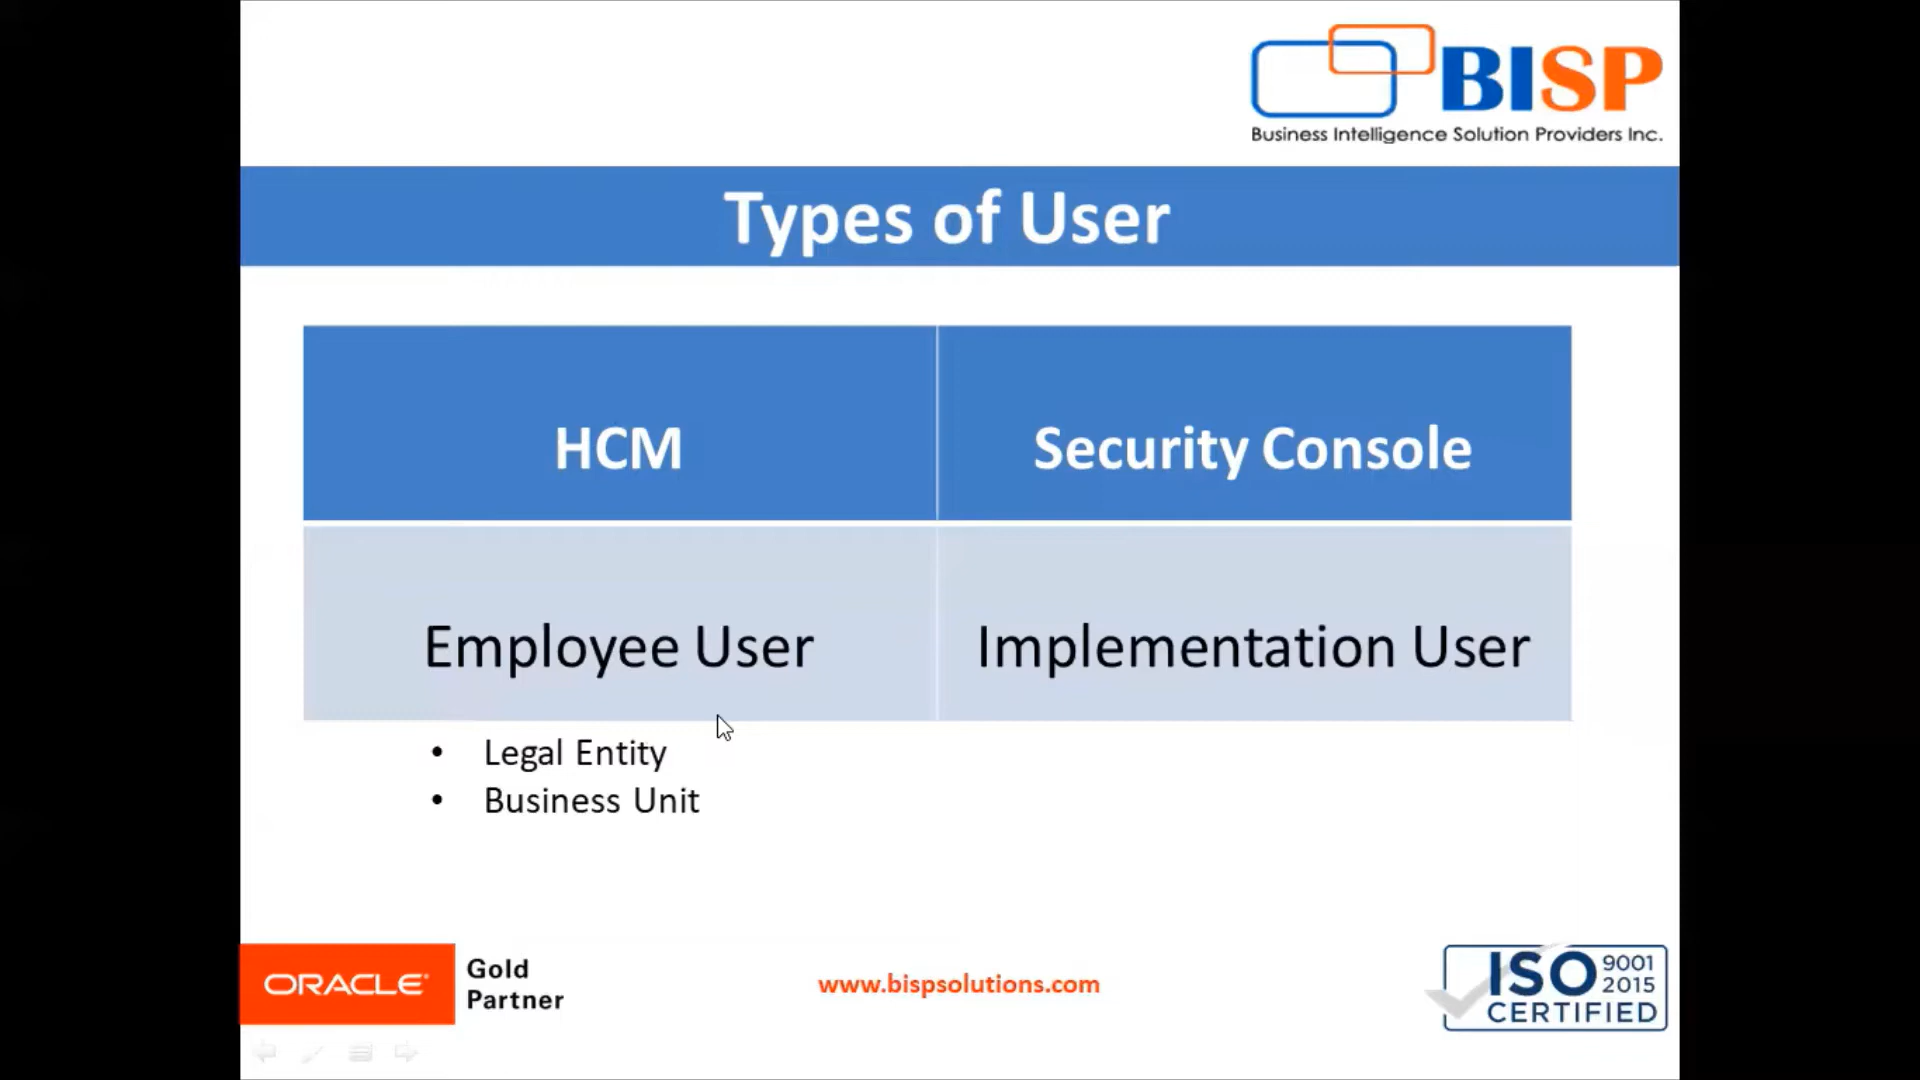 BISP
Business Intelligence Solution Providers Inc.
Types of User
HCM
Security Console
Employee User
Implementation User
• Legal Entity
• Business Unit
ORACLE®
Gold
Partner
www.bispsolutions.com
ISO 9001
2015
CERTIFIED